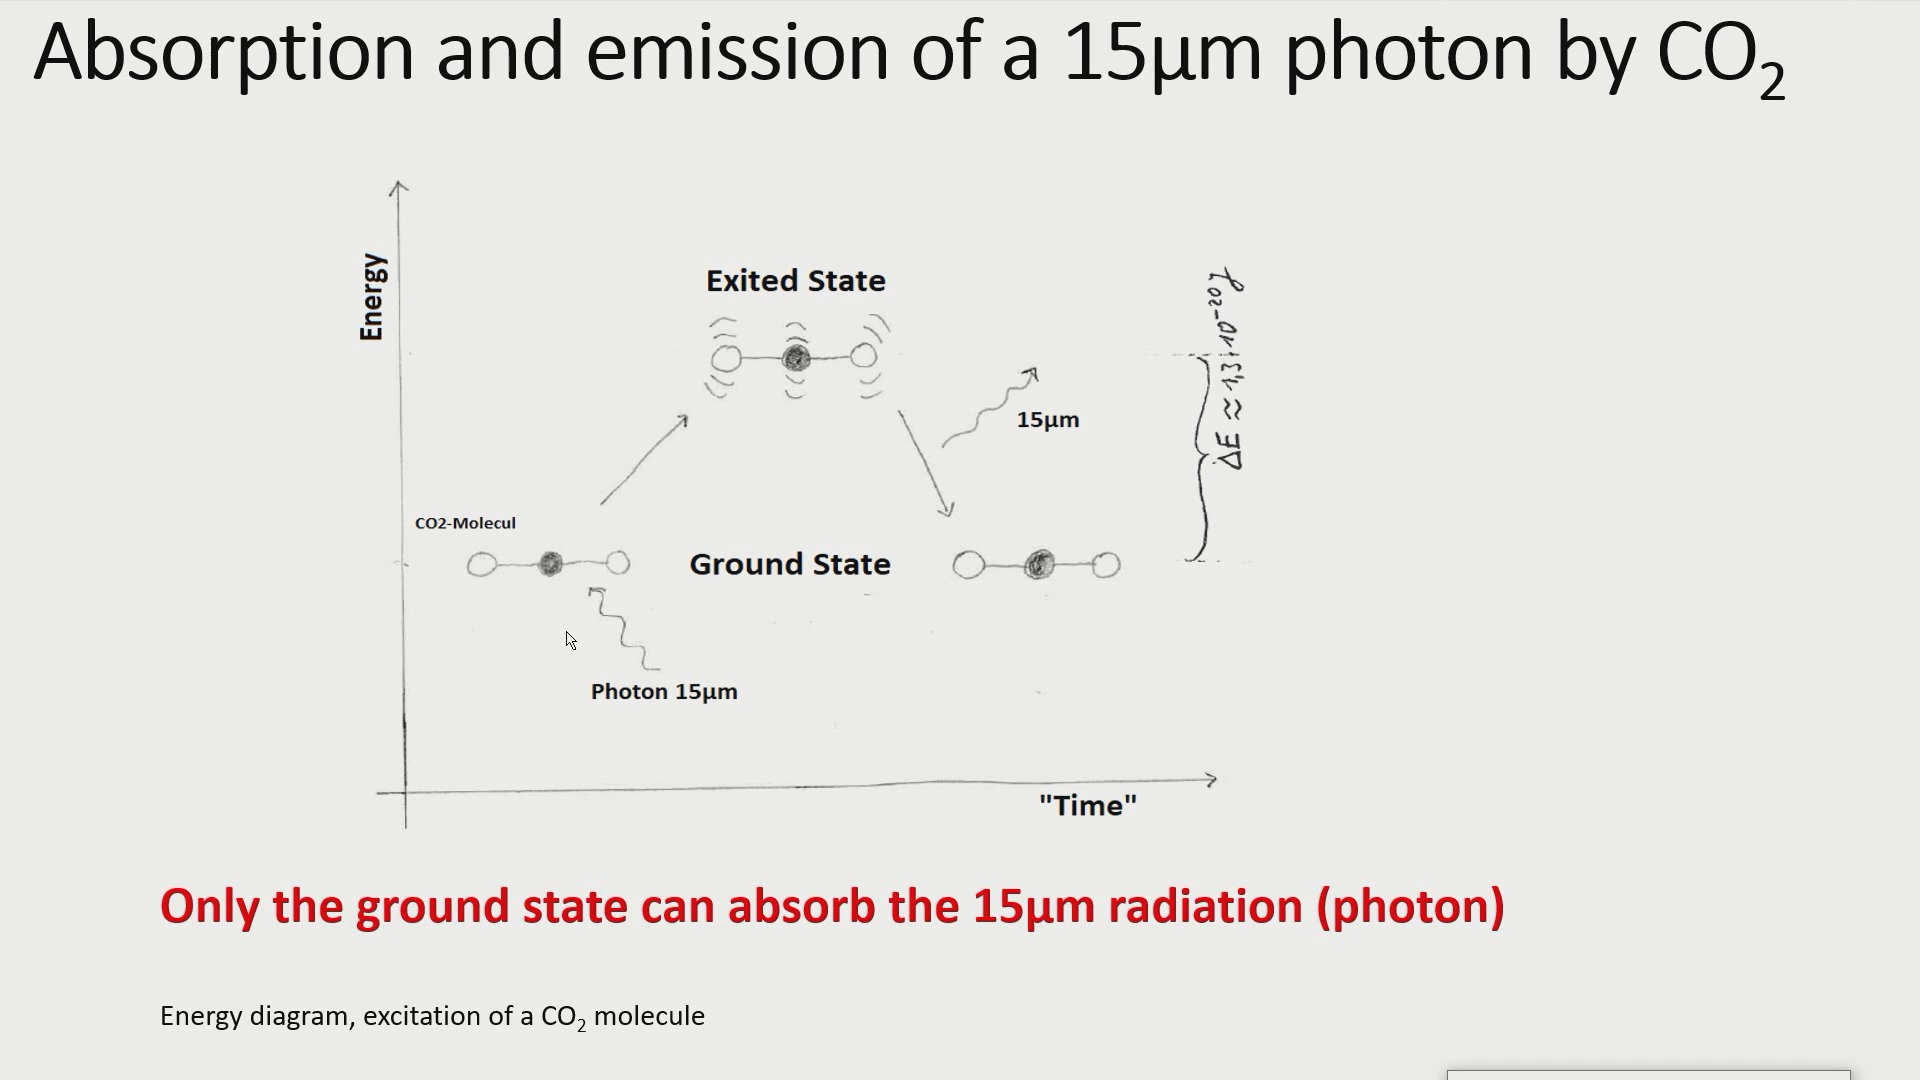 Absorption and emission of a 15µm photon by CO₂
Energy
Exited State
15µm
ΔE ≈ 1,3·10⁻²⁰ J
CO2-Molecul
Ground State
Photon 15µm
"Time"
Only the ground state can absorb the 15µm radiation (photon)
Energy diagram, excitation of a CO₂ molecule